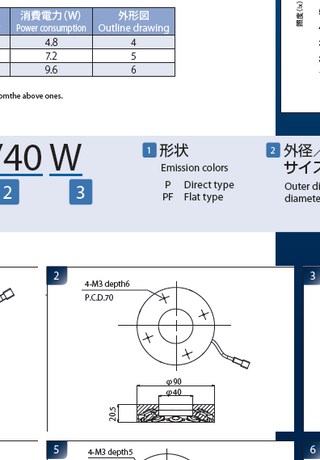 消費電力(W)
Power consumption
外形図
Outline drawing
4.8
4
7.2
5
9.6
6
照度(lx)
omthe above ones.
/40 W
2
3
1 形状
Emission colors
P Direct type
PF Flat type
2 外径/
サイズ
Outer di
diamete
2
4-M3 depth6
P.C.D.70
φ90
φ40
20.5
3
5
4-M3 depth5
6